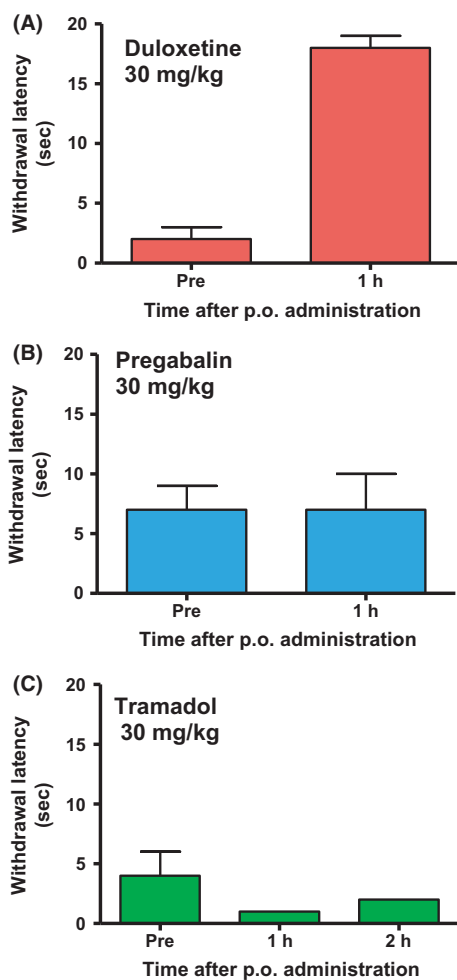 (A)
Duloxetine
30 mg/kg
Withdrawal latency
(sec)
20
15
10
5
0
Pre
1 h
Time after p.o. administration
(B)
Pregabalin
30 mg/kg
Withdrawal latency
(sec)
20
15
10
5
0
Pre
1 h
Time after p.o. administration
(C)
Tramadol
30 mg/kg
Withdrawal latency
(sec)
20
15
10
5
0
Pre
1 h
2 h
Time after p.o. administration